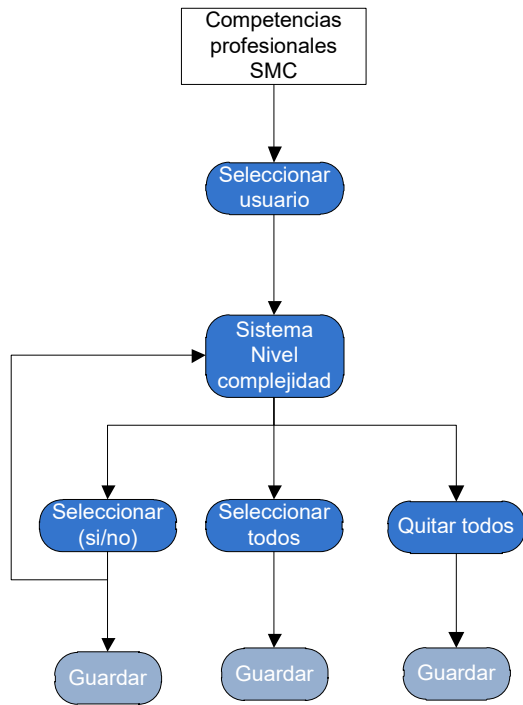 Competencias
profesionales
SMC
Seleccionar
usuario
Sistema
Nivel
complejidad
Seleccionar
(si/no)
Seleccionar
todos
Quitar todos
Guardar
Guardar
Guardar